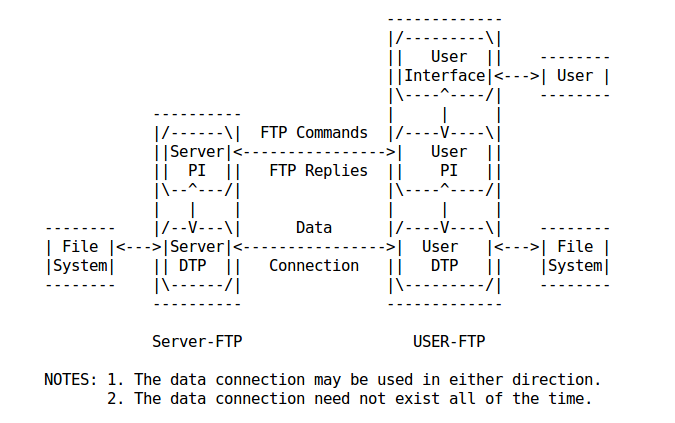 User
Interface User
FTP Commands
Server User
PI FTP Replies PI
Data
File Server User File
System DTP Connection DTP System
Server-FTP USER-FTP
NOTES: 1. The data connection may be used in either direction.
2. The data connection need not exist all of the time.